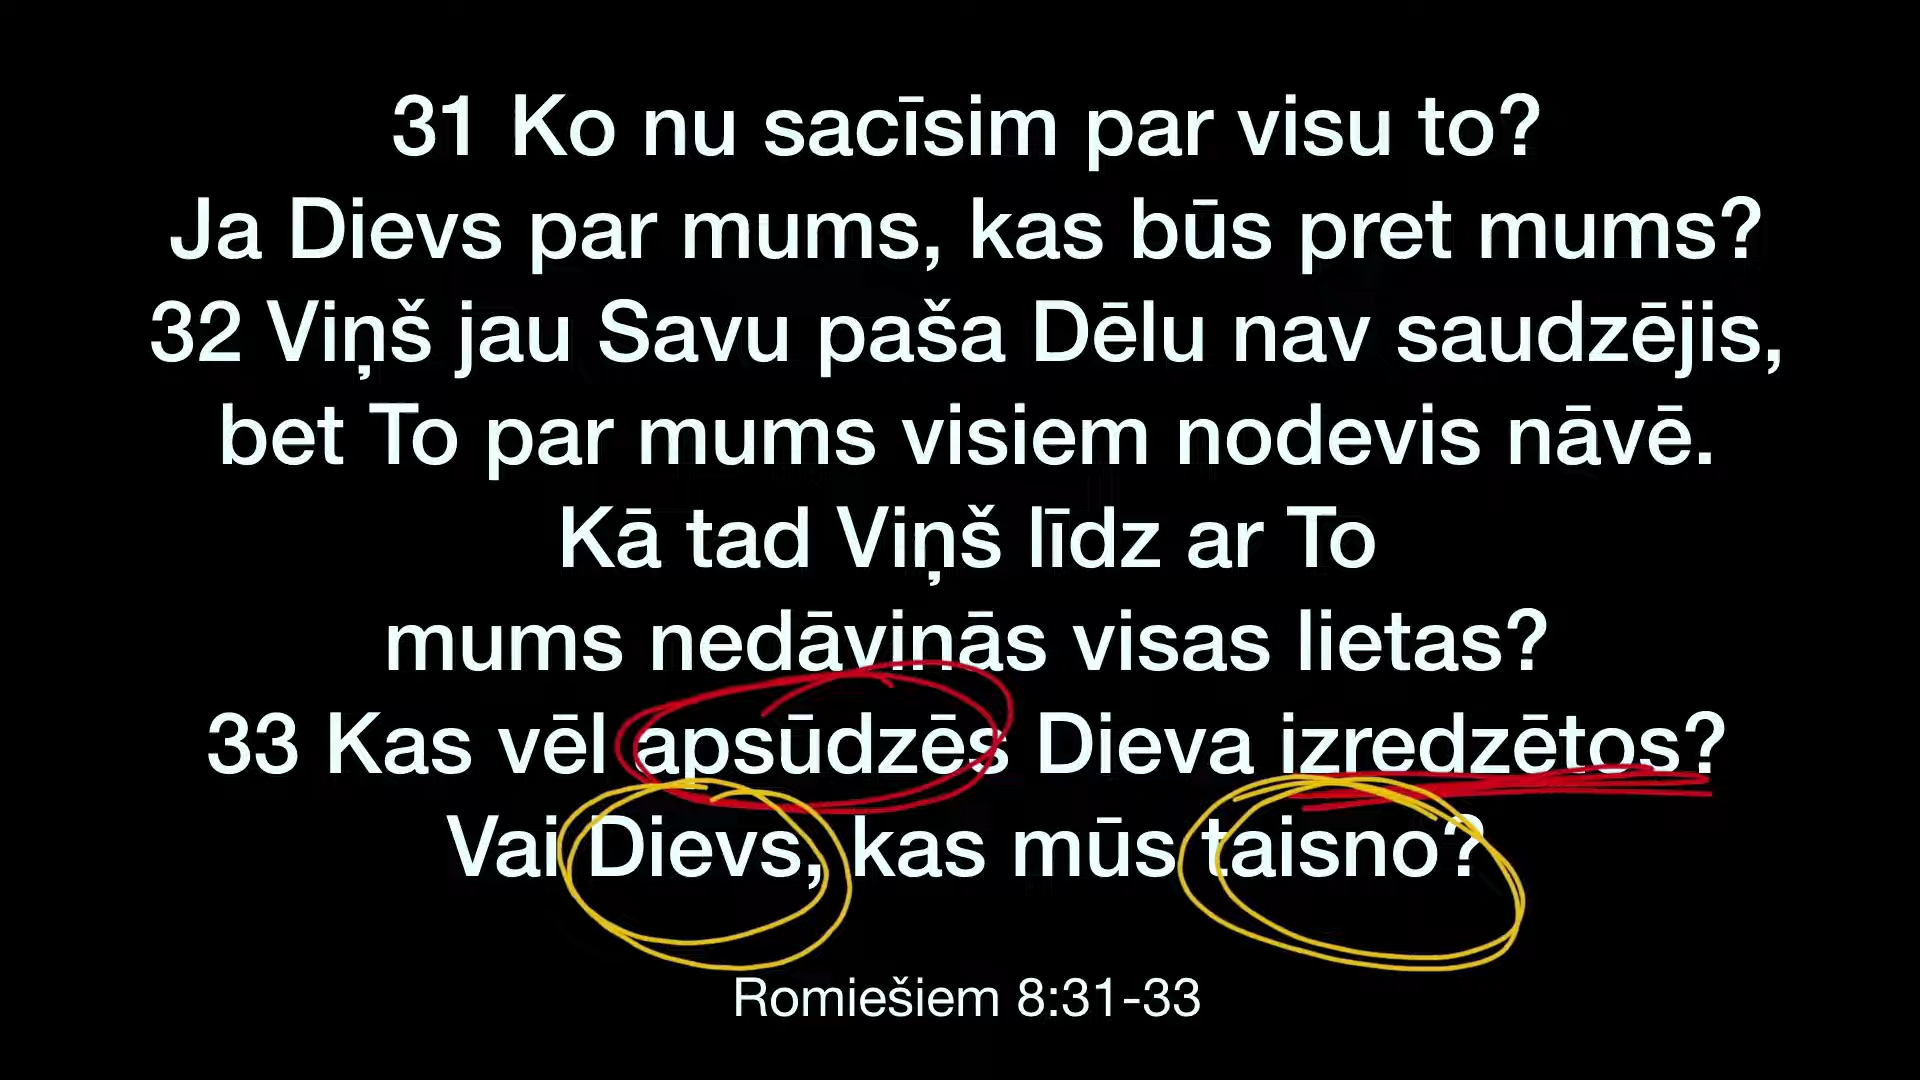 31 Ko nu sacīsim par visu to?
Ja Dievs par mums, kas būs pret mums?
32 Viņš jau Savu paša Dēlu nav saudzējis,
bet To par mums visiem nodevis nāvē.
Kā tad Viņš līdz ar To
mums nedāvinās visas lietas?
33 Kas vēl apsūdzēs Dieva izredzētos?
Vai Dievs, kas mūs taisno?
Romiešiem 8:31-33